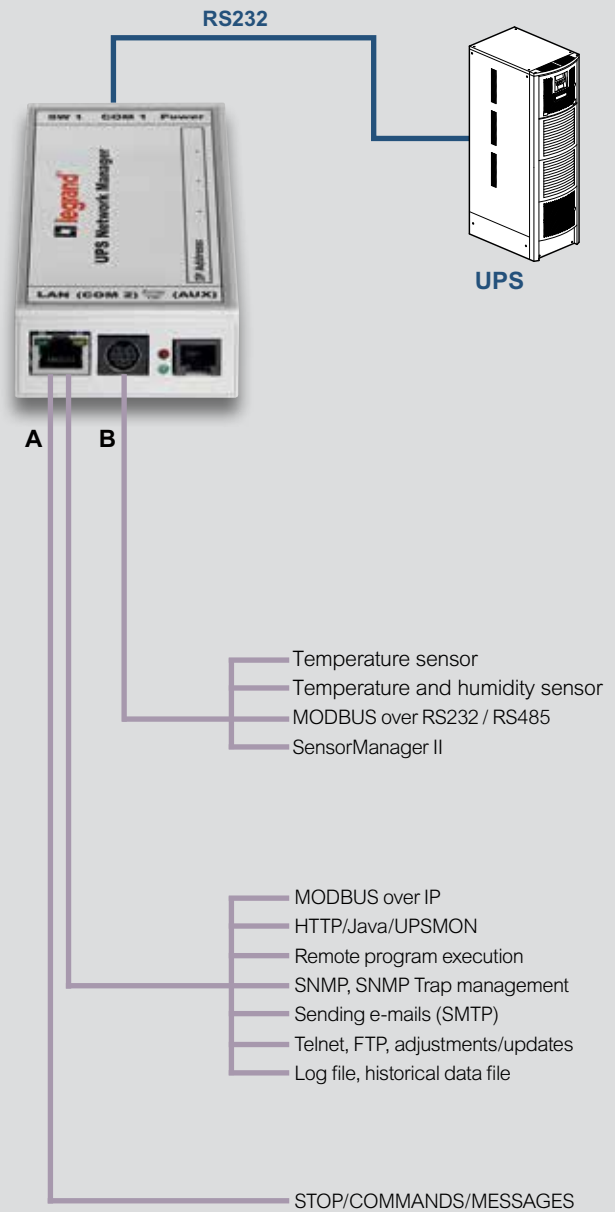 RS232
SW 1 COM 1 Power
legrand
UPS Network Manager
IP Address:
LAN (COM 2) (AUX)
UPS
A
B
Temperature sensor
Temperature and humidity sensor
MODBUS over RS232 / RS485
SensorManager II
MODBUS over IP
HTTP/Java/UPSMON
Remote program execution
SNMP, SNMP Trap management
Sending e-mails (SMTP)
Telnet, FTP, adjustments/updates
Log file, historical data file
STOP/COMMANDS/MESSAGES